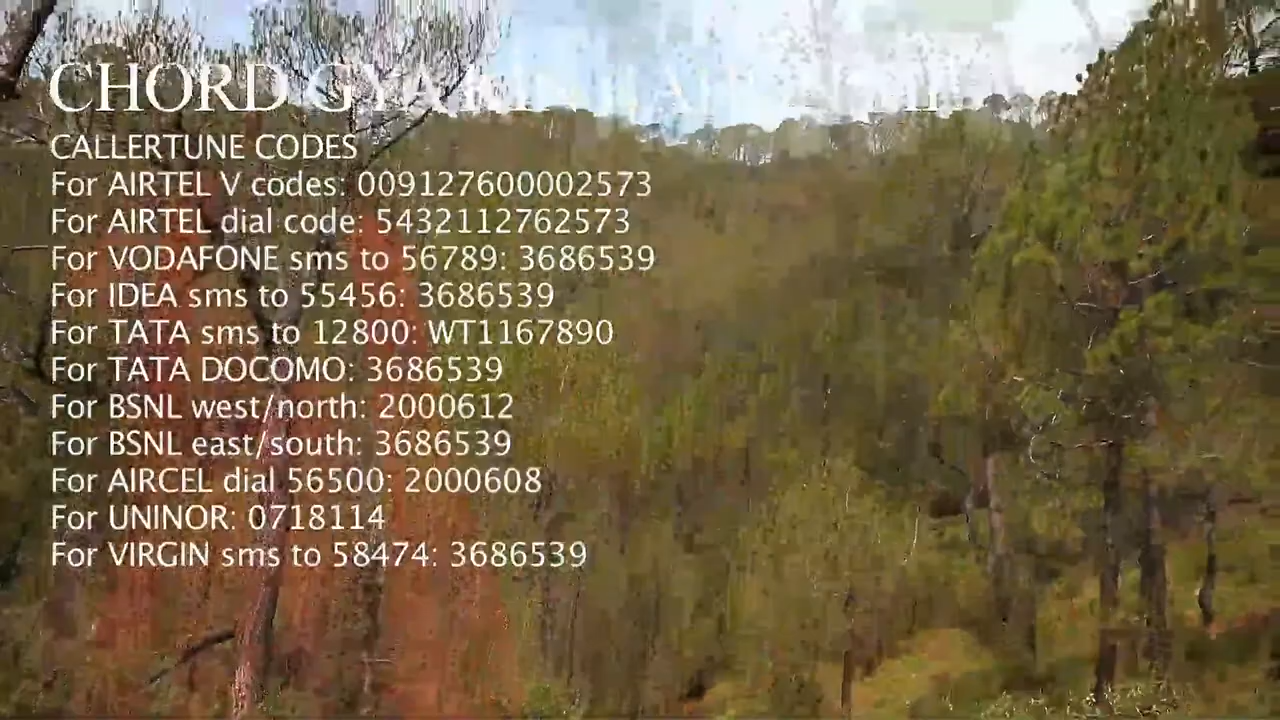 CHORD GYA
CALLERTUNE CODES
For AIRTEL V codes: 009127600002573
For AIRTEL dial code: 5432112762573
For VODAFONE sms to 56789: 3686539
For IDEA sms to 55456: 3686539
For TATA sms to 12800: WT1167890
For TATA DOCOMO: 3686539
For BSNL west/north: 2000612
For BSNL east/south: 3686539
For AIRCEL dial 56500: 2000608
For UNINOR: 0718114
For VIRGIN sms to 58474: 3686539